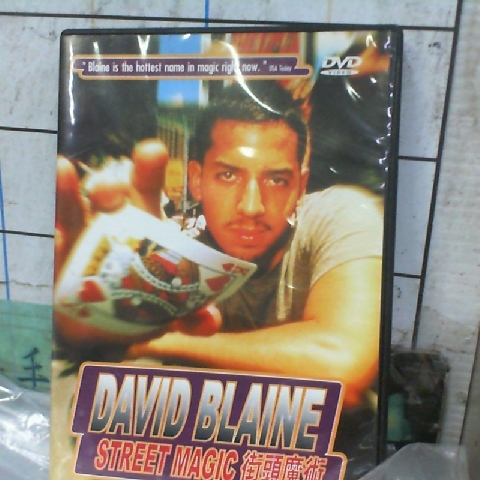 " Blaine is the hottest name in magic right now. " USA Today
DVD
VIDEO
DAVID BLAINE
STREET MAGIC 街頭魔術